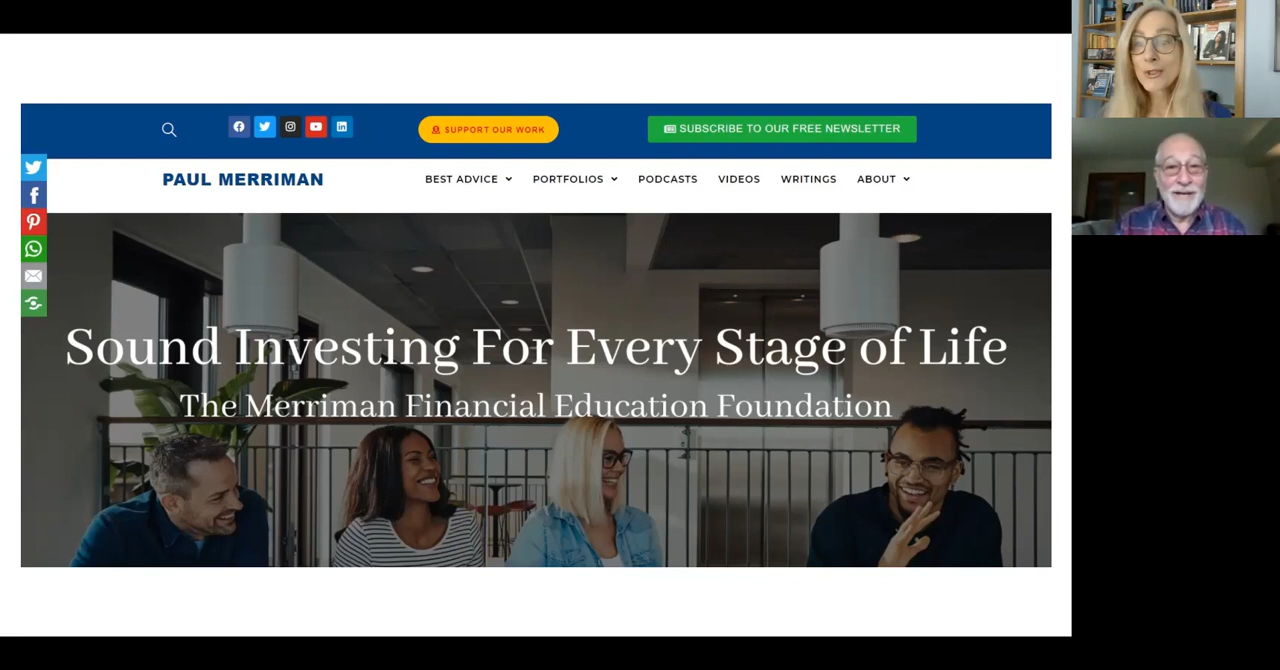 SUPPORT OUR WORK
SUBSCRIBE TO OUR FREE NEWSLETTER
PAUL MERRIMAN
BEST ADVICE
PORTFOLIOS
PODCASTS
VIDEOS
WRITINGS
ABOUT
Sound Investing For Every Stage of Life
The Merriman Financial Education Foundation